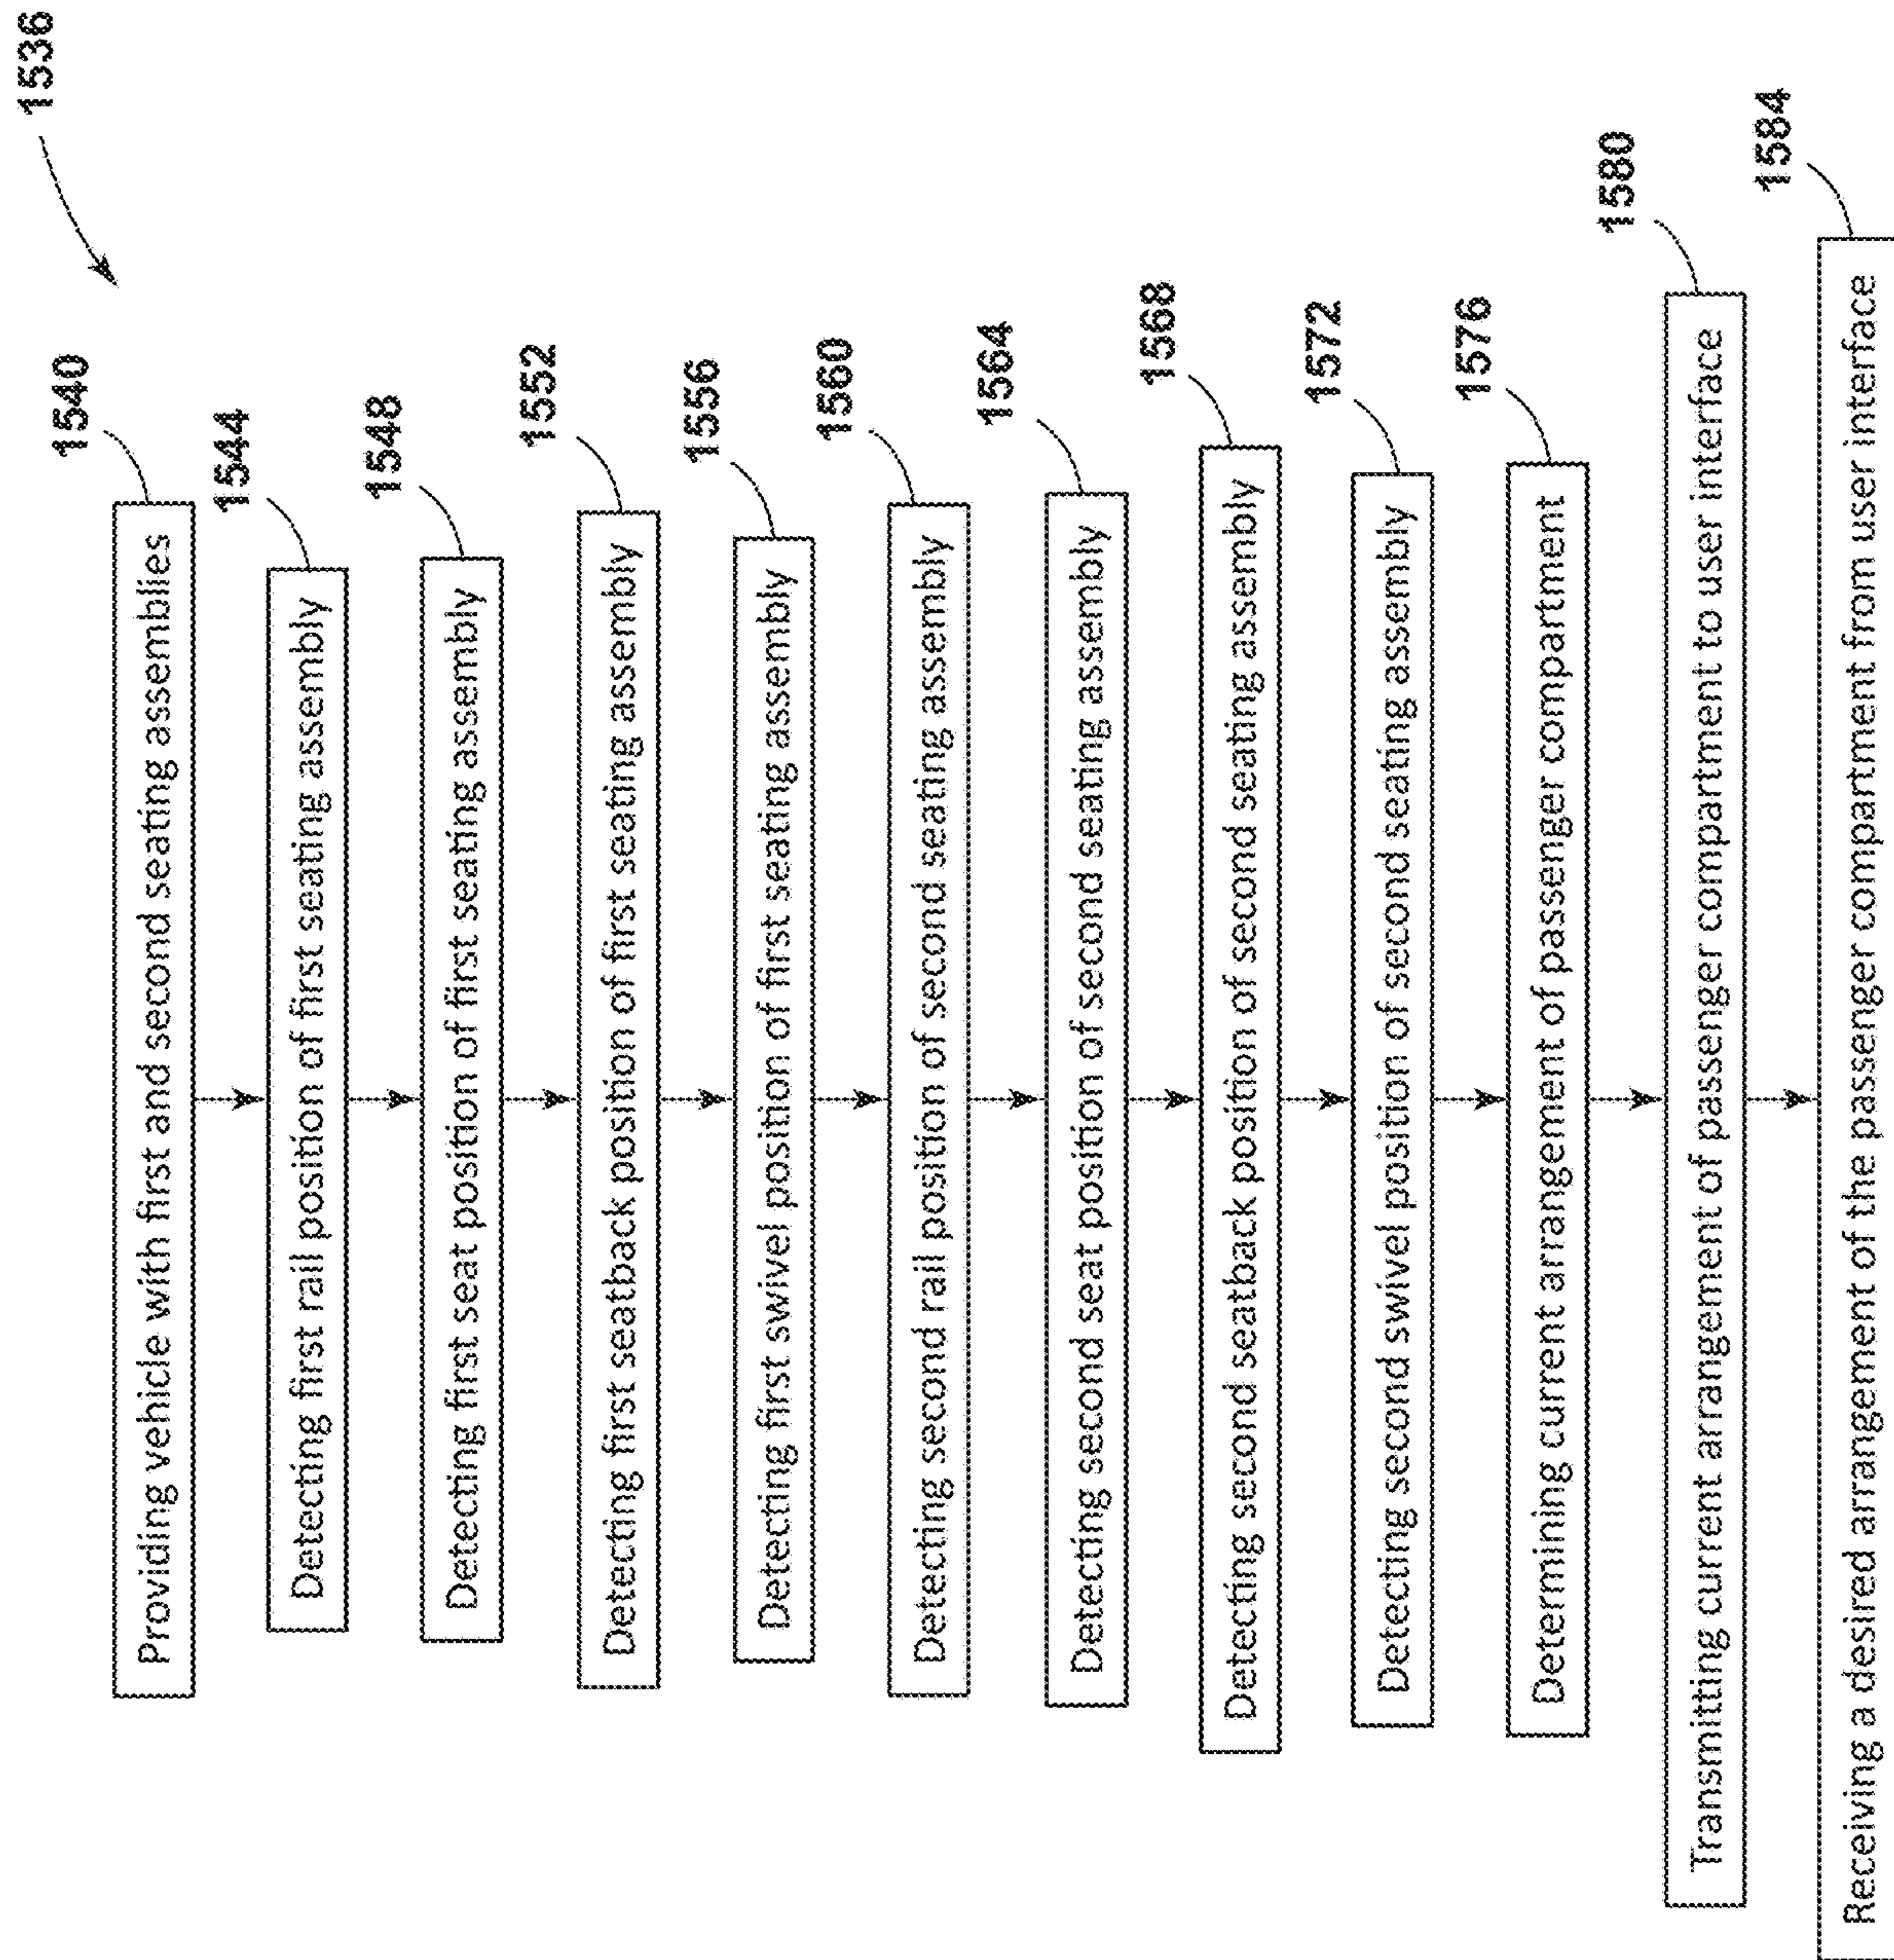 1536
1540
Providing vehicle with first and second seating assemblies
1544
Detecting first rail position of first seating assembly
1548
Detecting first seat position of first seating assembly
1552
Detecting first seatback position of first seating assembly
1556
Detecting first swivel position of first seating assembly
1560
Detecting second rail position of second seating assembly
1564
Detecting second seat position of second seating assembly
1568
Detecting second seatback position of second seating assembly
1572
Detecting second swivel position of second seating assembly
1576
Determining current arrangement of passenger compartment
1580
Transmitting current arrangement of passenger compartment to user interface
1584
Receiving a desired arrangement of the passenger compartment from user interface